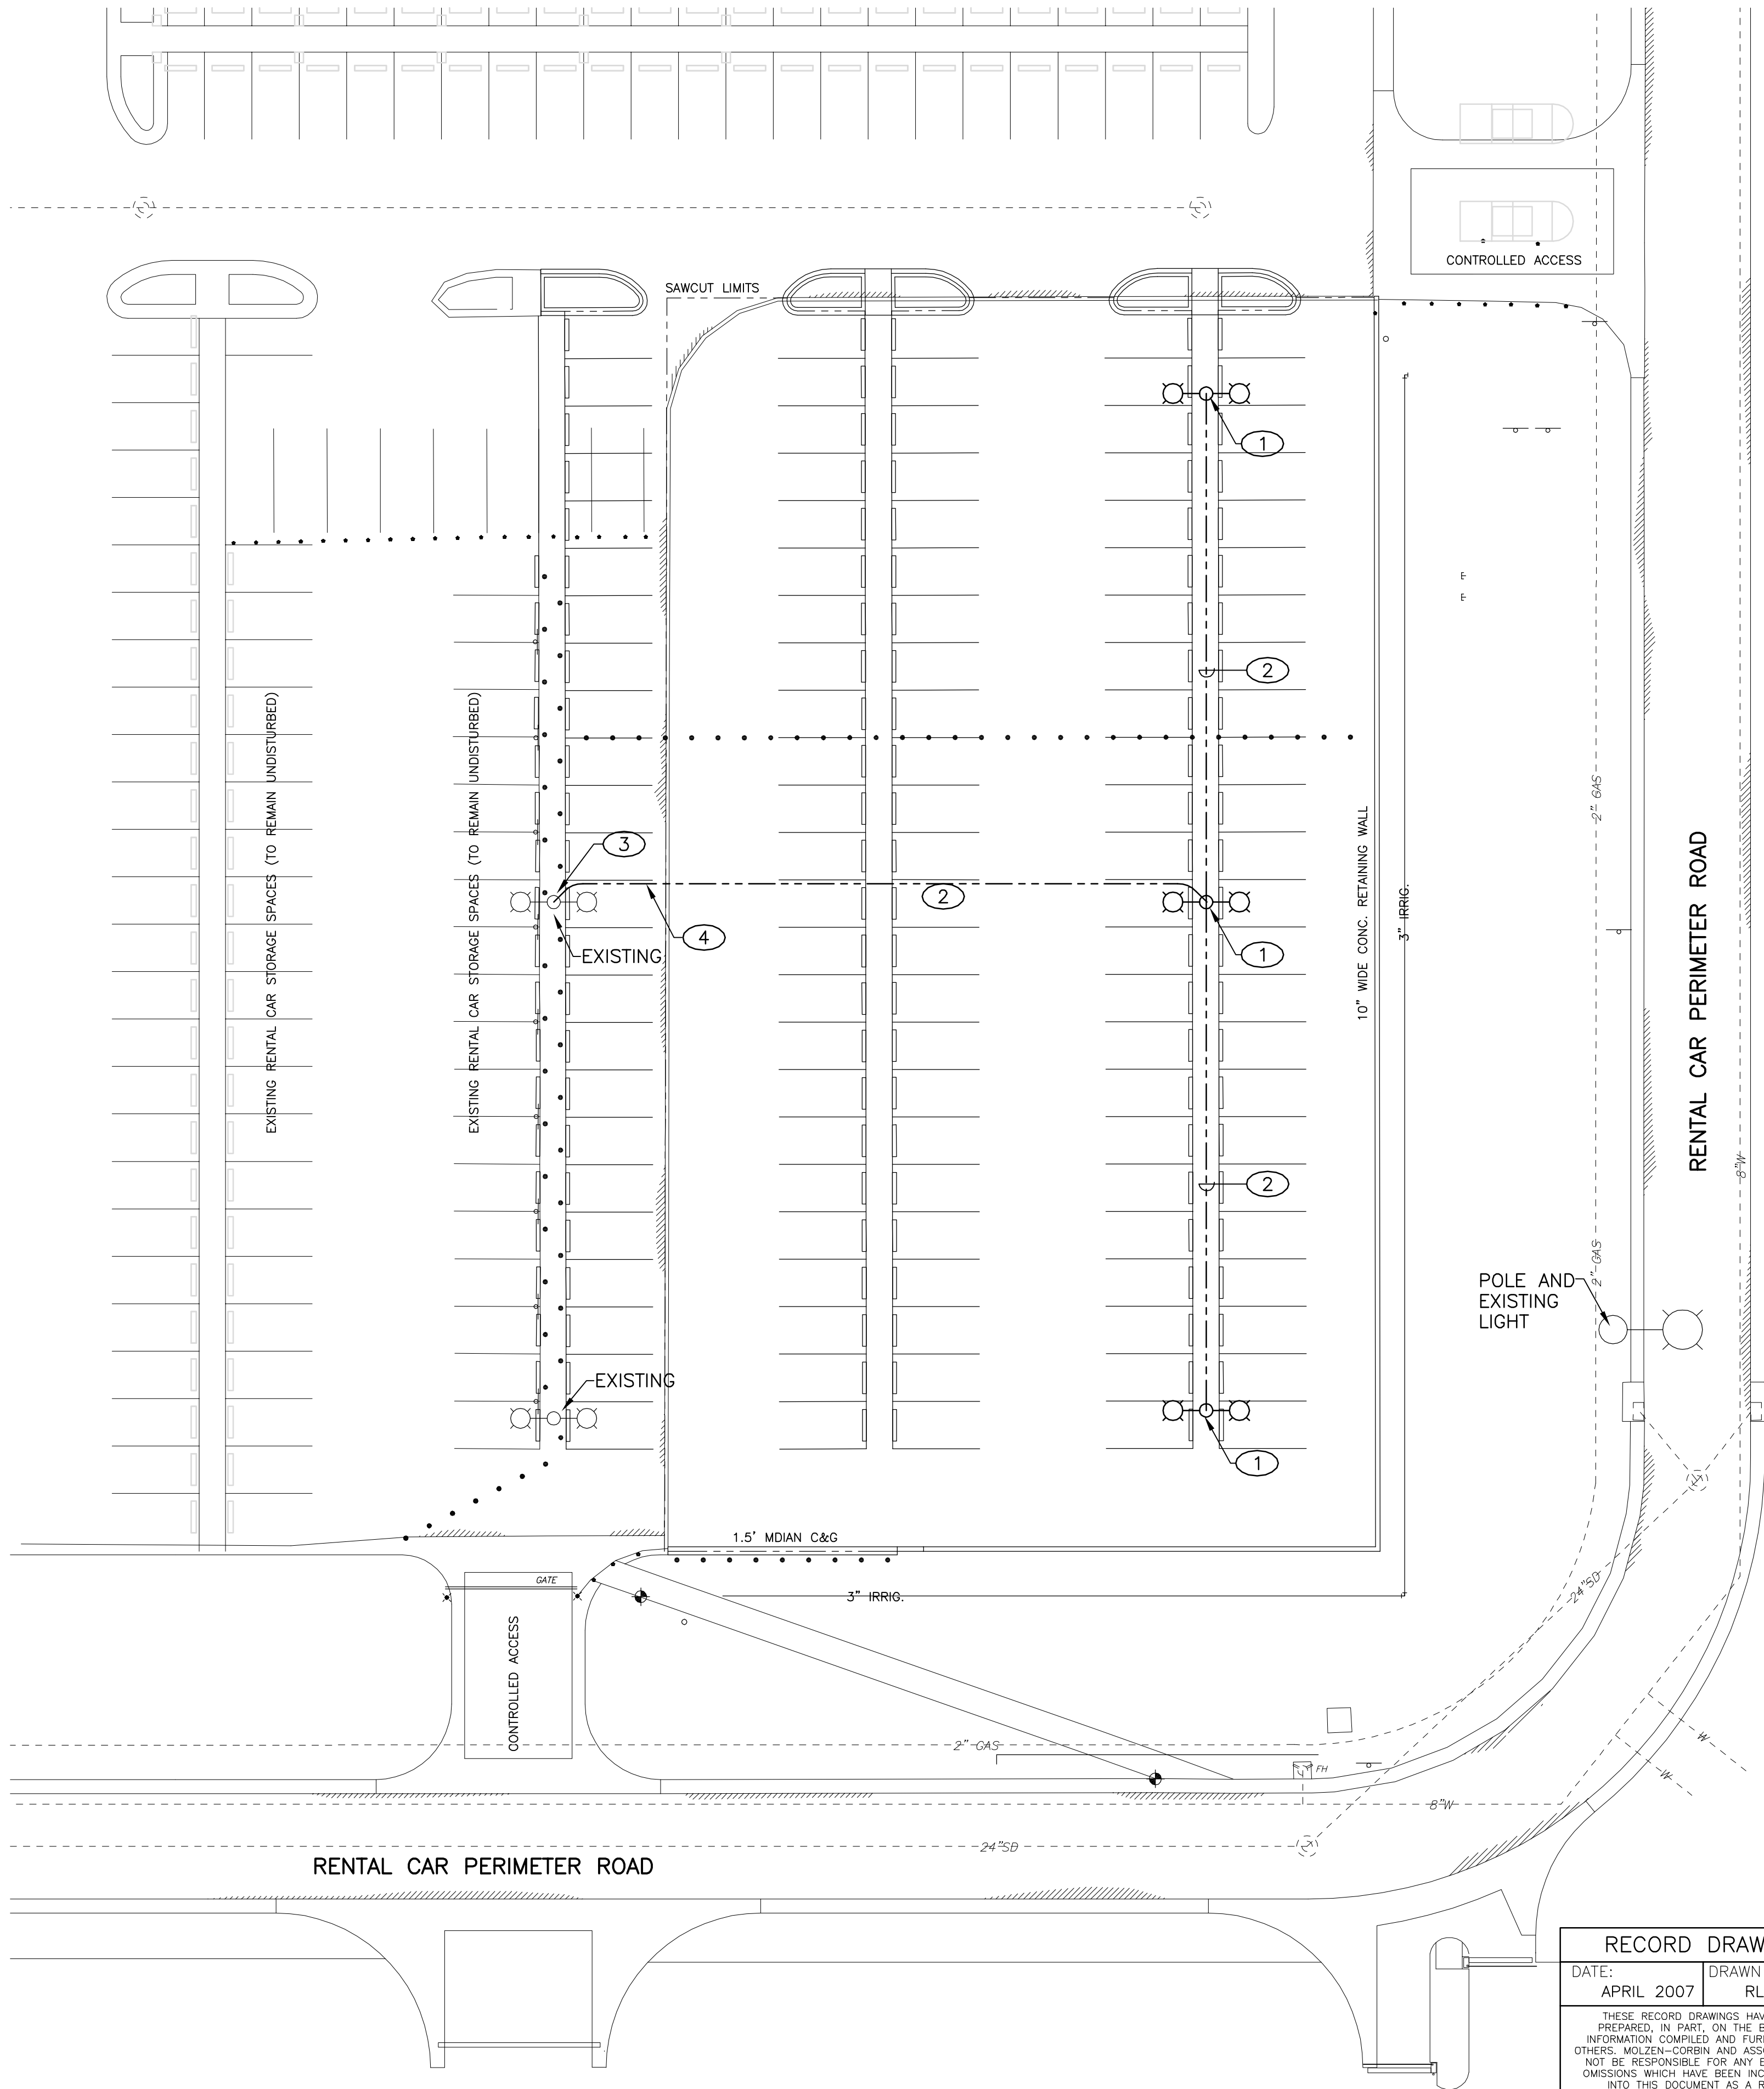 CONTROLLED ACCESS
SAWCUT LIMITS
1
2
EXISTING RENTAL CAR STORAGE SPACES (TO REMAIN UNDISTURBED)
EXISTING RENTAL CAR STORAGE SPACES (TO REMAIN UNDISTURBED)
3
2
4
EXISTING
1
10" WIDE CONC. RETAINING WALL
3" IRRIG.
2" GAS
RENTAL CAR PERIMETER ROAD
8"W
2
2" GAS
POLE AND
EXISTING
LIGHT
EXISTING
1
1.5' MDIAN C&G
GATE
3" IRRIG.
24"SD
CONTROLLED ACCESS
2" GAS
FH
W
W
8"W
24"SD
RENTAL CAR PERIMETER ROAD
RECORD DRAW
DATE:
DRAWN
APRIL 2007
RL
THESE RECORD DRAWINGS HAV
PREPARED, IN PART, ON THE B
INFORMATION COMPILED AND FUR
OTHERS. MOLZEN-CORBIN AND ASSO
NOT BE RESPONSIBLE FOR ANY E
OMISSIONS WHICH HAVE BEEN INC
INTO THIS DOCUMENT AS A R